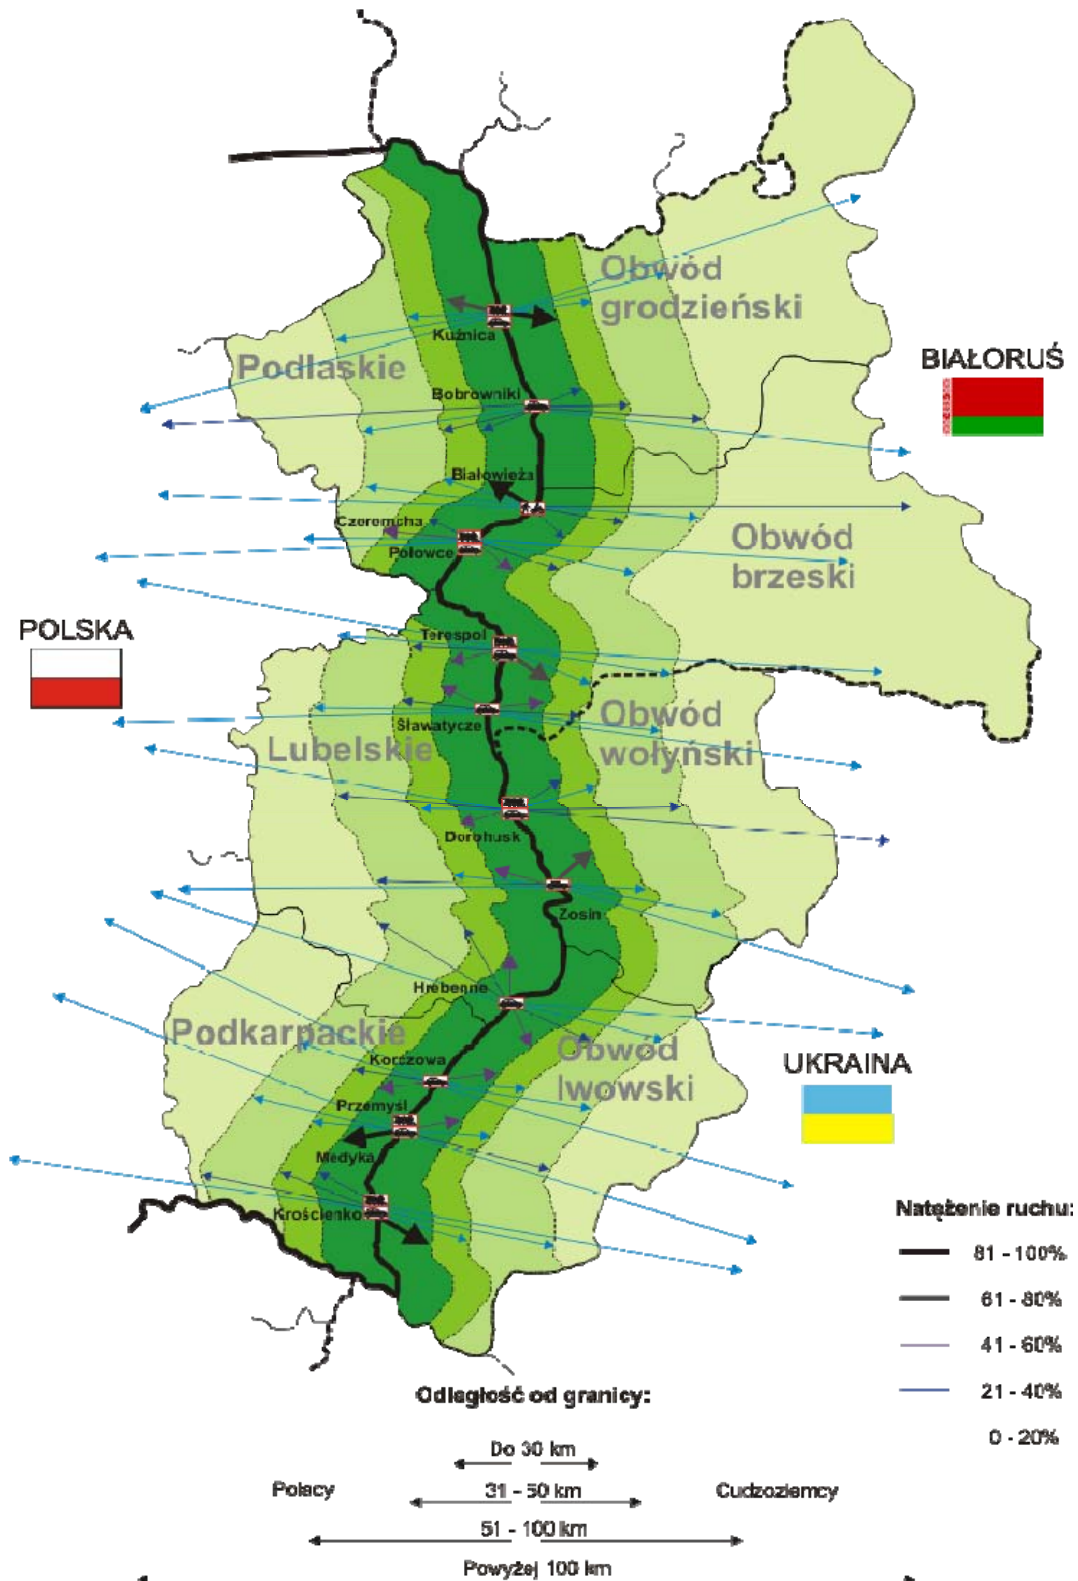 Obwód
grodzieński
Kuźnica
BIAŁORUŚ
Podlaskie
Bobrowniki
Białowieża
Czeremcha
Połowce
Obwód
brzeski
POLSKA
Terespol
Sławatycze
Obwód
wołyński
Lubelskie
Dorohusk
Zosin
Hrebenne
Podkarpackie
Obwód
lwowski
Korczowa
UKRAINA
Przemyśl
Medyka
Krościenko
Natężenie ruchu:
81 - 100%
61 - 80%
41 - 60%
21 - 40%
0 - 20%
Odległość od granicy:
Do 30 km
Polacy 31 - 50 km Cudzoziemcy
51 - 100 km
Powyżej 100 km